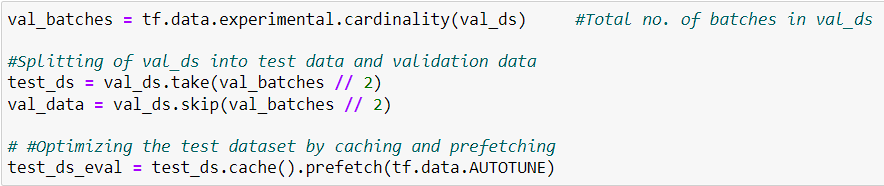 val_batches = tf.data.experimental.cardinality(val_ds)     #Total no. of batches in val_ds
#Splitting of val_ds into test data and validation data
test_ds = val_ds.take(val_batches // 2)
val_data = val_ds.skip(val_batches // 2)
# #Optimizing the test dataset by caching and prefetching
test_ds_eval = test_ds.cache().prefetch(tf.data.AUTOTUNE)